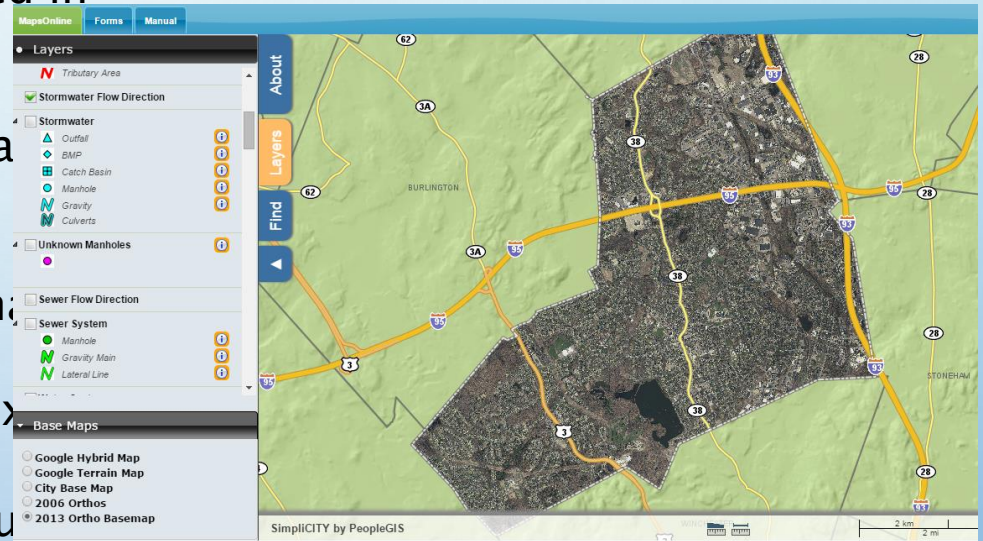 MapsOnline Forms Manual
Layers
Tributary Area
Stormwater Flow Direction
Stormwater
Outfall
BMP
Catch Basin
Manhole
Gravity
Culverts
Unknown Manholes
Sewer Flow Direction
Sewer System
Manhole
Graviity Main
Lateral Line
Base Maps
Google Hybrid Map
Google Terrain Map
City Base Map
2006 Orthos
2013 Ortho Basemap
About
Layers
Find
62
28
93
3A
38
62
BURLINGTON
95
95
28
93
3A
95
38
95
28
3
93
95
STONEHAM
38
3
28
93
SimpliCITY by PeopleGIS
2 km
2 mi